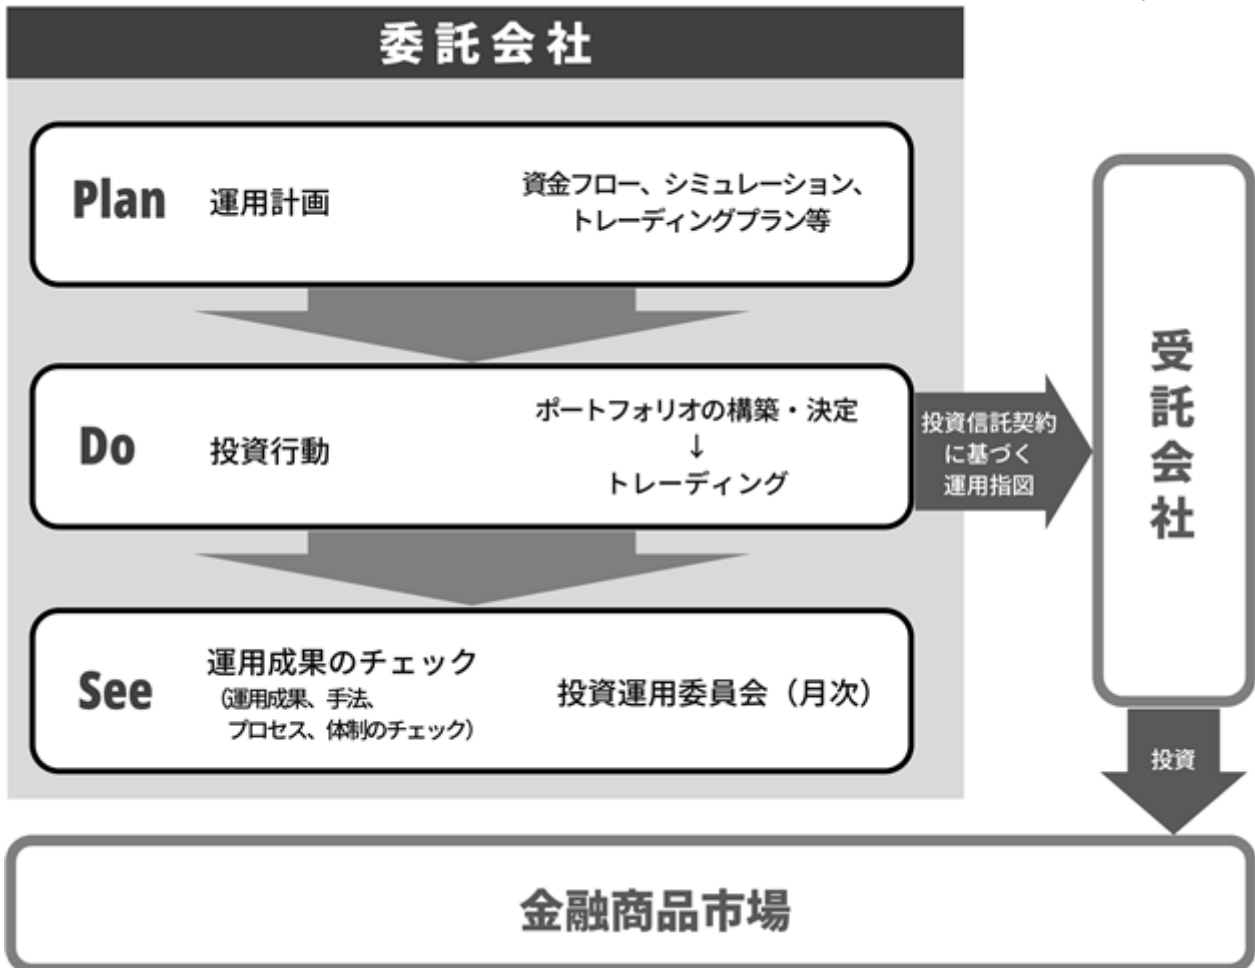 委託会社
Plan 運用計画
資金フロー、シミュレーション、
トレーディングプラン等
Do 投資行動
ポートフォリオの構築・決定
↓
トレーディング
投資信託契約
に基づく
運用指図
受託会社
See
運用成果のチェック
（運用成果、手法、
プロセス、体制のチェック）
投資運用委員会（月次）
投資
金融商品市場